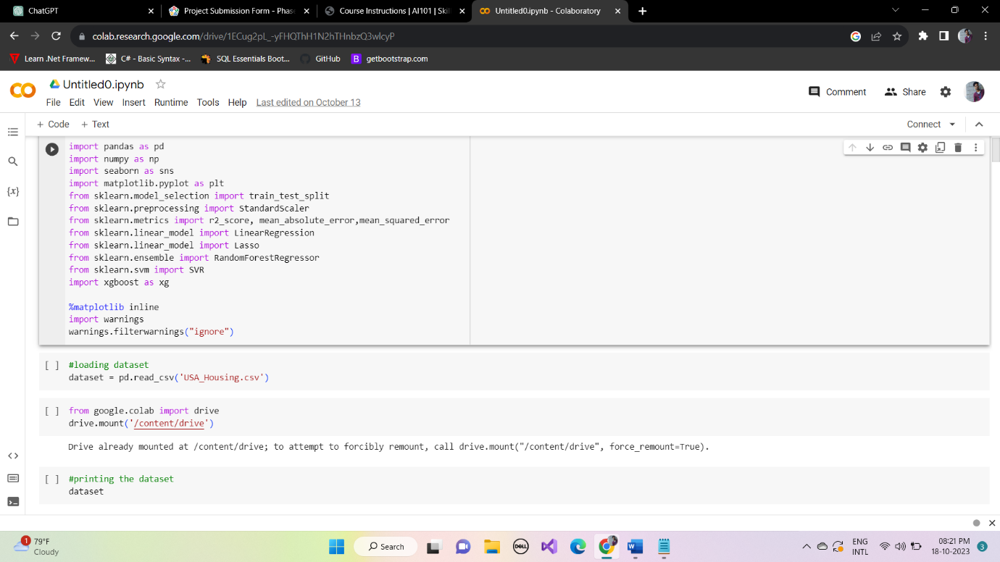 ChatGPT
Project Submission Form - Phase
Course Instructions | AI101 | Skil
Untitled0.ipynb - Colaboratory
colab.research.google.com/drive/1ECug2pL_-yFHQThH1N2hTHnbzQ3wlcyP
Learn .Net Framew...
C# - Basic Syntax -...
SQL Essentials Boot...
GitHub
B getbootstrap.com
Untitled0.ipynb
File Edit View Insert Runtime Tools Help Last edited on October 13
Comment
Share
+ Code + Text
Connect
import pandas as pd
import numpy as np
import seaborn as sns
import matplotlib.pyplot as plt
from sklearn.model_selection import train_test_split
from sklearn.preprocessing import StandardScaler
from sklearn.metrics import r2_score, mean_absolute_error,mean_squared_error
from sklearn.linear_model import LinearRegression
from sklearn.linear_model import Lasso
from sklearn.ensemble import RandomForestRegressor
from sklearn.svm import SVR
import xgboost as xg
%matplotlib inline
import warnings
warnings.filterwarnings("ignore")
[ ] #loading dataset
dataset = pd.read_csv('USA_Housing.csv')
[ ] from google.colab import drive
drive.mount('/content/drive')
Drive already mounted at /content/drive; to attempt to forcibly remount, call drive.mount("/content/drive", force_remount=True).
[ ] #printing the dataset
dataset
1
79°F
Cloudy
Search
DELL
ENG
INTL
08:21 PM
18-10-2023
3